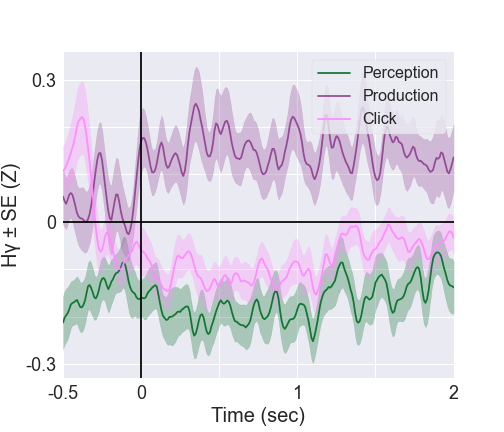 Perception
Production
Click
Hγ ± SE (Z)
0.3
0
-0.3
-0.5
0
1
2
Time (sec)